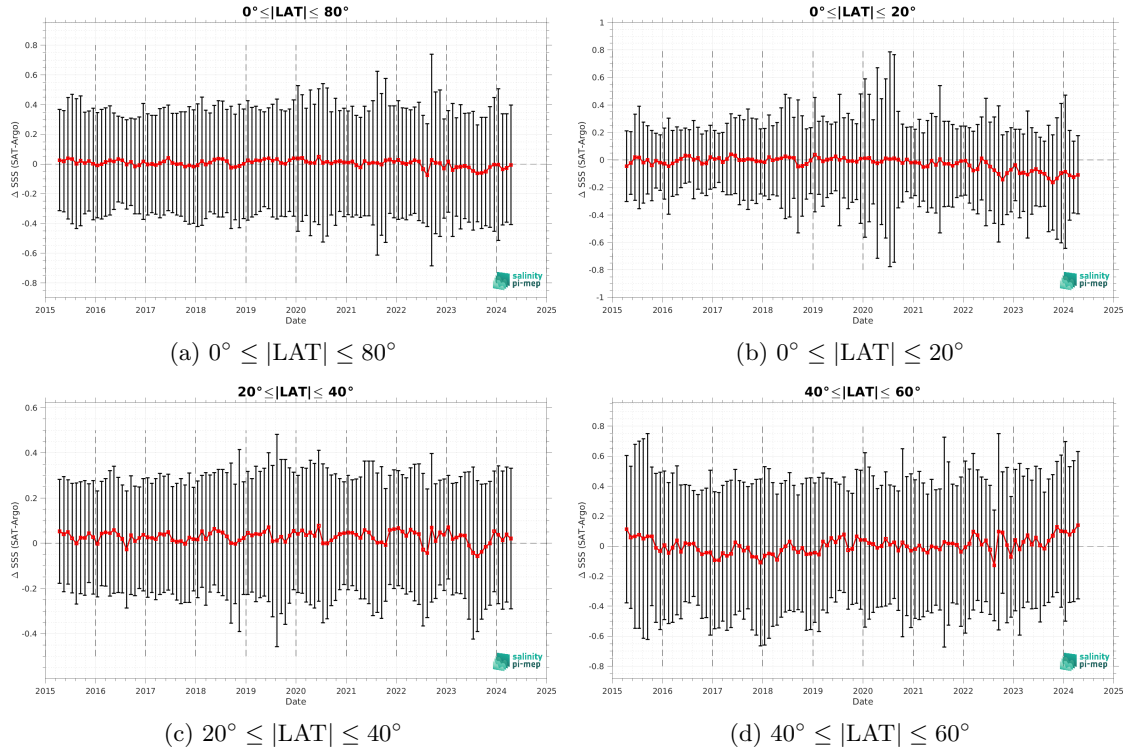 0°≤|LAT|≤ 80°
Δ SSS (SAT-Argo)
0.8
0.6
0.4
0.2
0
-0.2
-0.4
-0.6
-0.8
2015 2016 2017 2018 2019 2020 2021 2022 2023 2024 2025
Date
salinity
pi-mep
(a) 0° ≤ |LAT| ≤ 80°
0°≤|LAT|≤ 20°
Δ SSS (SAT-Argo)
1
0.8
0.6
0.4
0.2
0
-0.2
-0.4
-0.6
-0.8
-1
2015 2016 2017 2018 2019 2020 2021 2022 2023 2024 2025
Date
salinity
pi-mep
(b) 0° ≤ |LAT| ≤ 20°
20°≤|LAT|≤ 40°
Δ SSS (SAT-Argo)
0.6
0.4
0.2
0
-0.2
-0.4
2015 2016 2017 2018 2019 2020 2021 2022 2023 2024 2025
Date
salinity
pi-mep
(c) 20° ≤ |LAT| ≤ 40°
40°≤|LAT|≤ 60°
Δ SSS (SAT-Argo)
0.8
0.6
0.4
0.2
0
-0.2
-0.4
-0.6
-0.8
2015 2016 2017 2018 2019 2020 2021 2022 2023 2024 2025
Date
salinity
pi-mep
(d) 40° ≤ |LAT| ≤ 60°